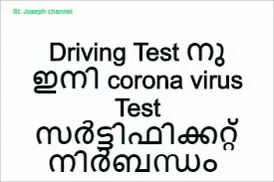 St. Joseph channel
Driving Test നു
ഇനി corona virus
Test
സർട്ടിഫിക്കറ്റ്
നിർബന്ധം